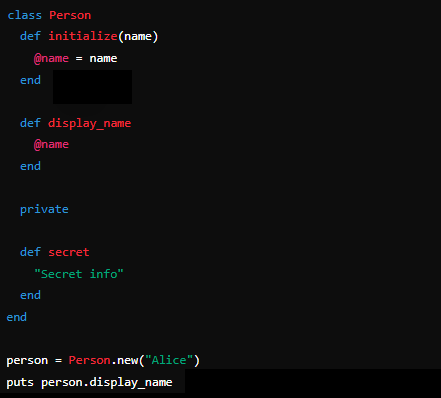 class Person
  def initialize(name)
    @name = name
  end

  def display_name
    @name
  end

  private

  def secret
    "Secret info"
  end
end

person = Person.new("Alice")
puts person.display_name